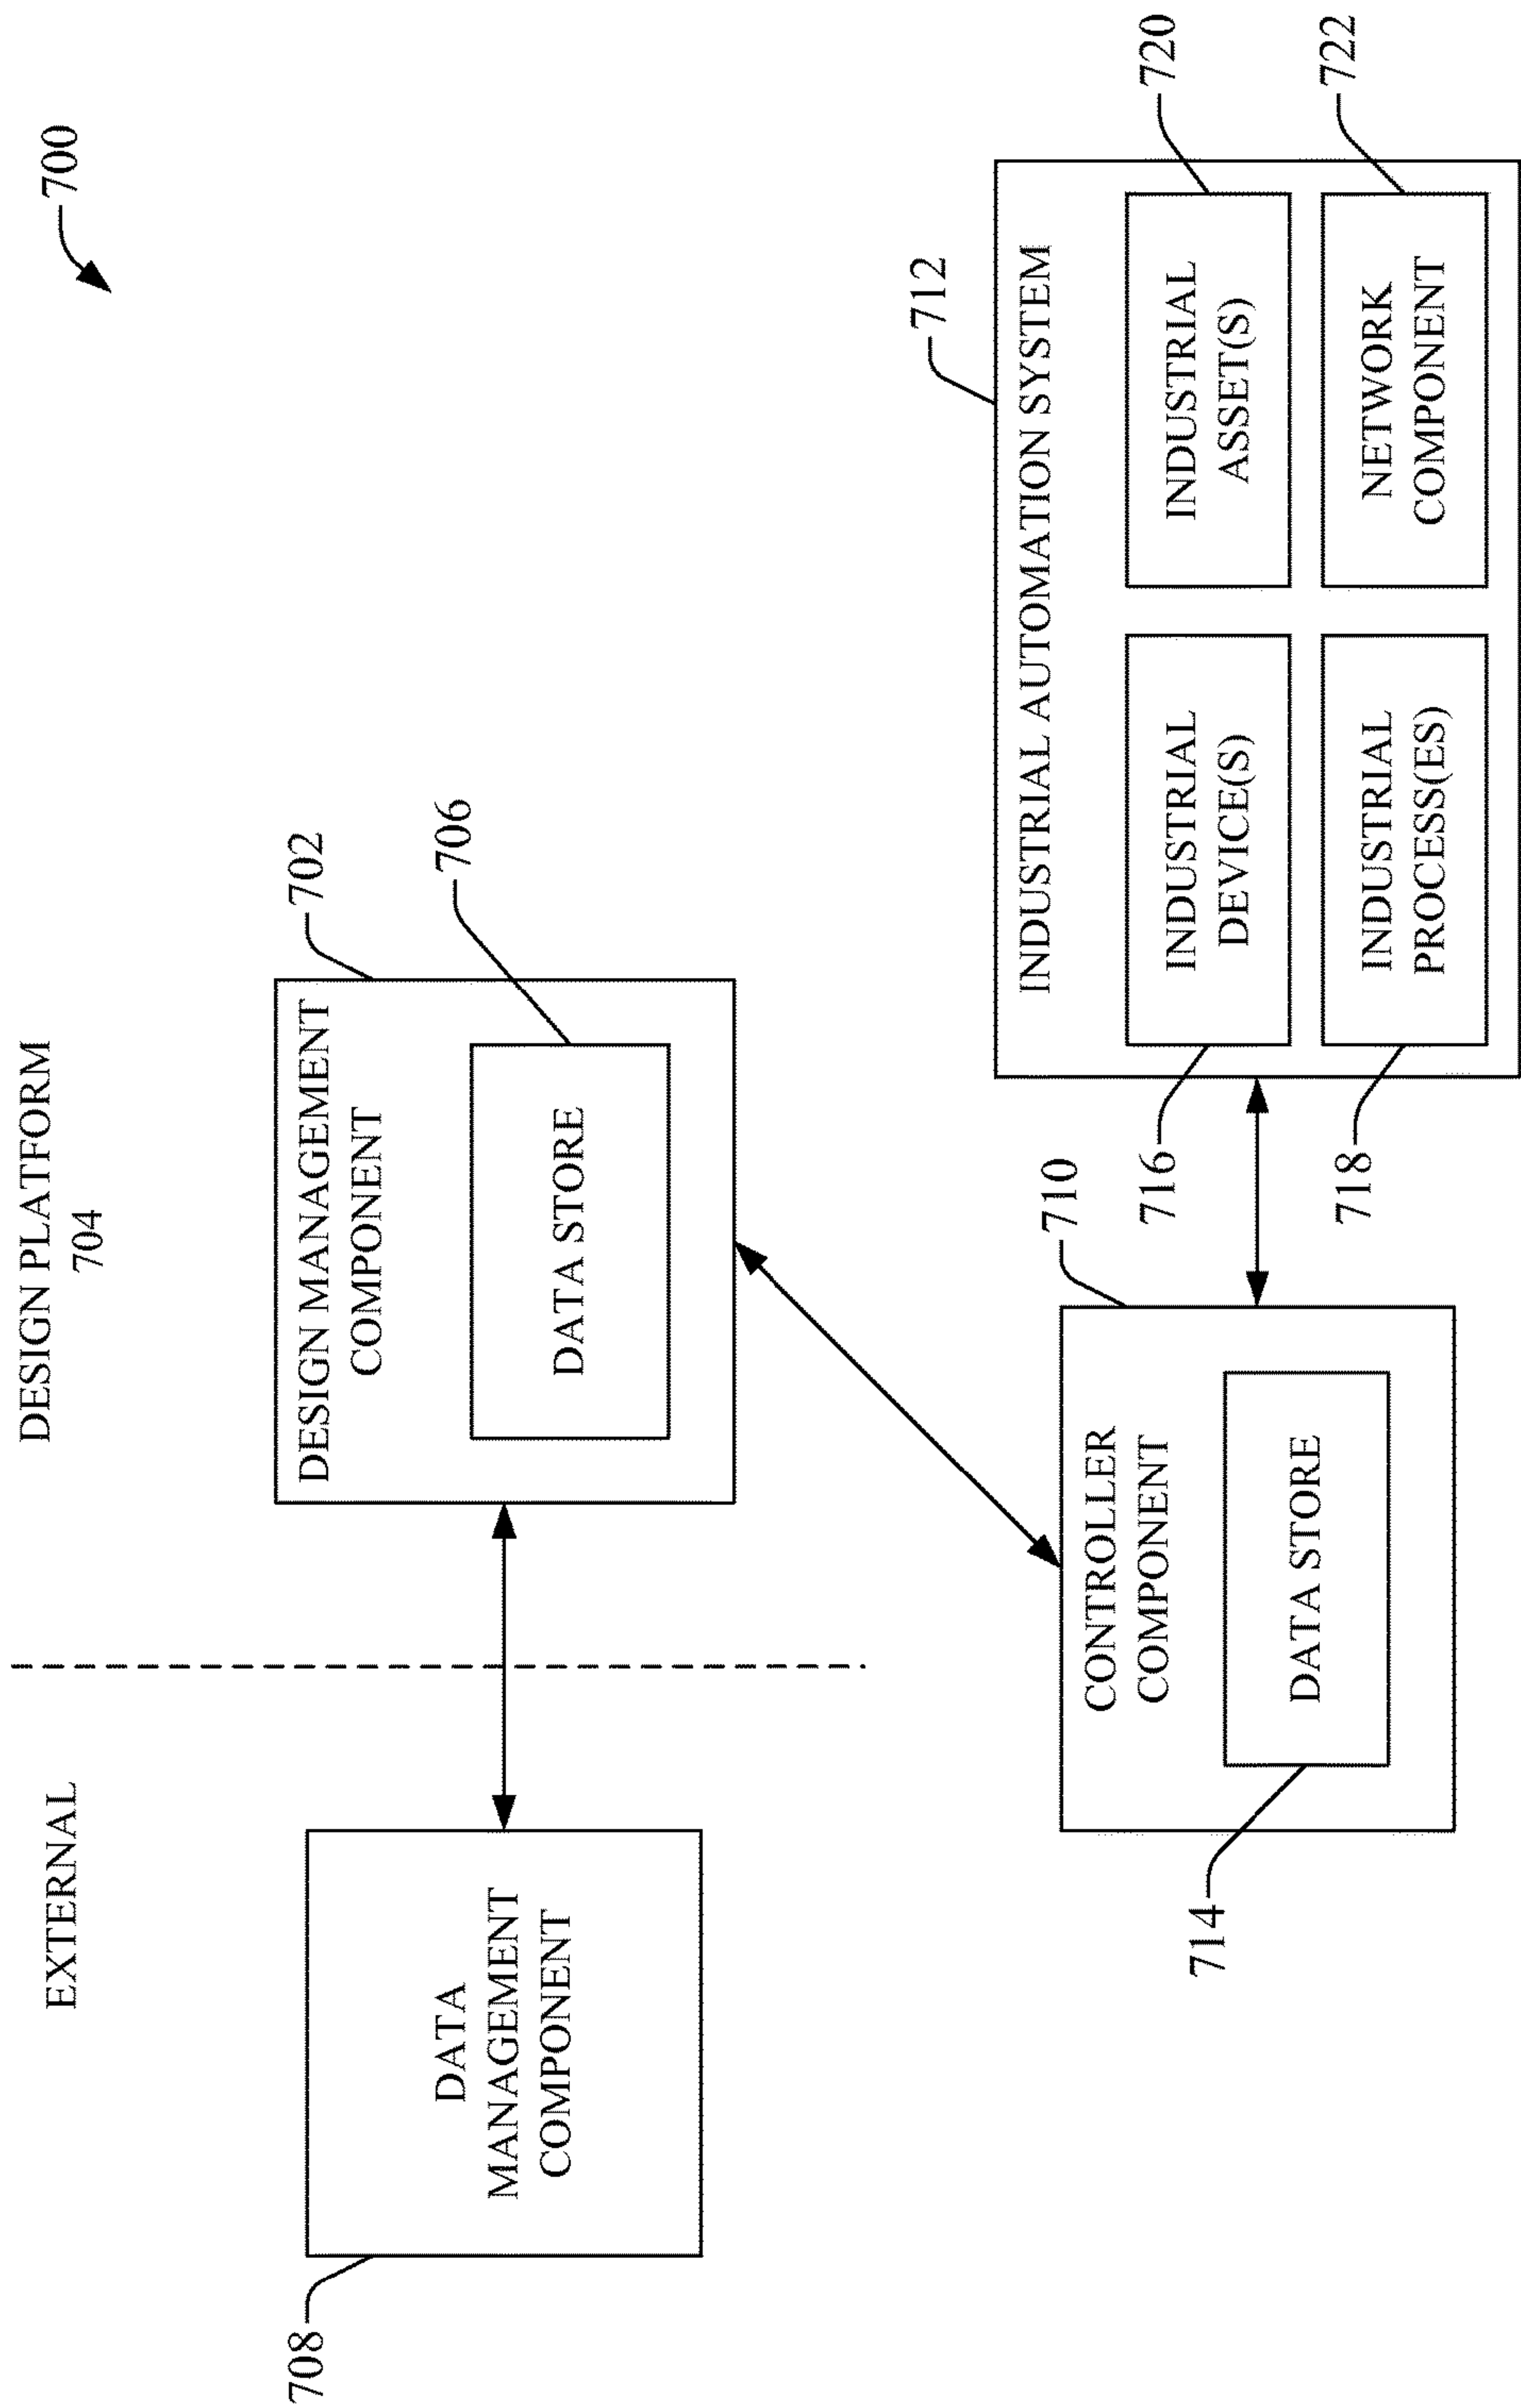 700
EXTERNAL
DESIGN PLATFORM
704
708
DATA
MANAGEMENT
COMPONENT
702
DESIGN MANAGEMENT
COMPONENT
706
DATA STORE
710
CONTROLLER
COMPONENT
714
DATA STORE
712
INDUSTRIAL AUTOMATION SYSTEM
716
INDUSTRIAL
DEVICE(S)
720
INDUSTRIAL
ASSET(S)
718
INDUSTRIAL
PROCESS(ES)
722
NETWORK
COMPONENT